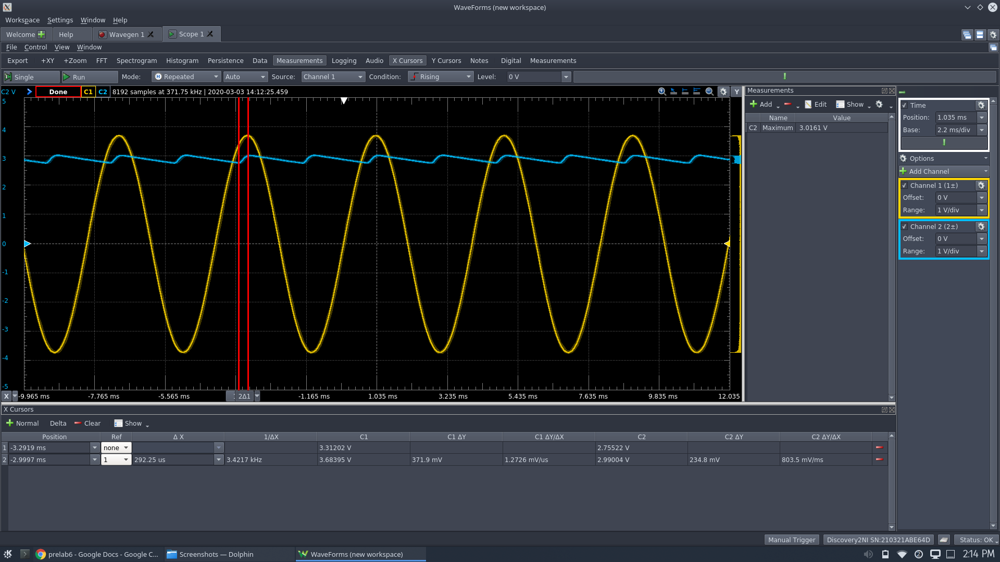 WaveForms (new workspace)
Workspace Settings Window Help
Welcome Help Wavegen 1 Scope 1
File Control View Window
Export +XY +Zoom FFT Spectrogram Histogram Persistence Data Measurements Logging Audio X Cursors Y Cursors Notes Digital Measurements
Single Run Mode: Repeated Auto Source: Channel 1 Condition: Rising Level: 0 V
C2 V Done C1 C2 8192 samples at 371.75 kHz | 2020-03-03 14:12:25.459 Y
5
4
3
2
1
0
-1
-2
-3
-4
-5
X -9.965 ms -7.765 ms -5.565 ms 2Δ1 -1.165 ms 1.035 ms 3.235 ms 5.435 ms 7.635 ms 9.835 ms 12.035
Measurements
Add Edit Show
Name Value
C2 Maximum 3.0161 V
Time
Position: 1.035 ms
Base: 2.2 ms/div
Options
Add Channel
Channel 1 (1±)
Offset: 0 V
Range: 1 V/div
Channel 2 (2±)
Offset: 0 V
Range: 1 V/div
X Cursors
Normal Delta Clear Show
Position Ref Δ X 1/ΔX C1 C1 ΔY C1 ΔY/ΔX C2 C2 ΔY C2 ΔY/ΔX
1 -3.2919 ms none 3.31202 V 2.75522 V
2 -2.9997 ms 1 292.25 us 3.4217 kHz 3.68395 V 371.9 mV 1.2726 mV/us 2.99004 V 234.8 mV 803.5 mV/ms
Manual Trigger Discovery2NI SN:210321ABE64D Status: OK
prelab6 - Google Docs - Google C... Screenshots — Dolphin WaveForms (new workspace) 2 2:14 PM